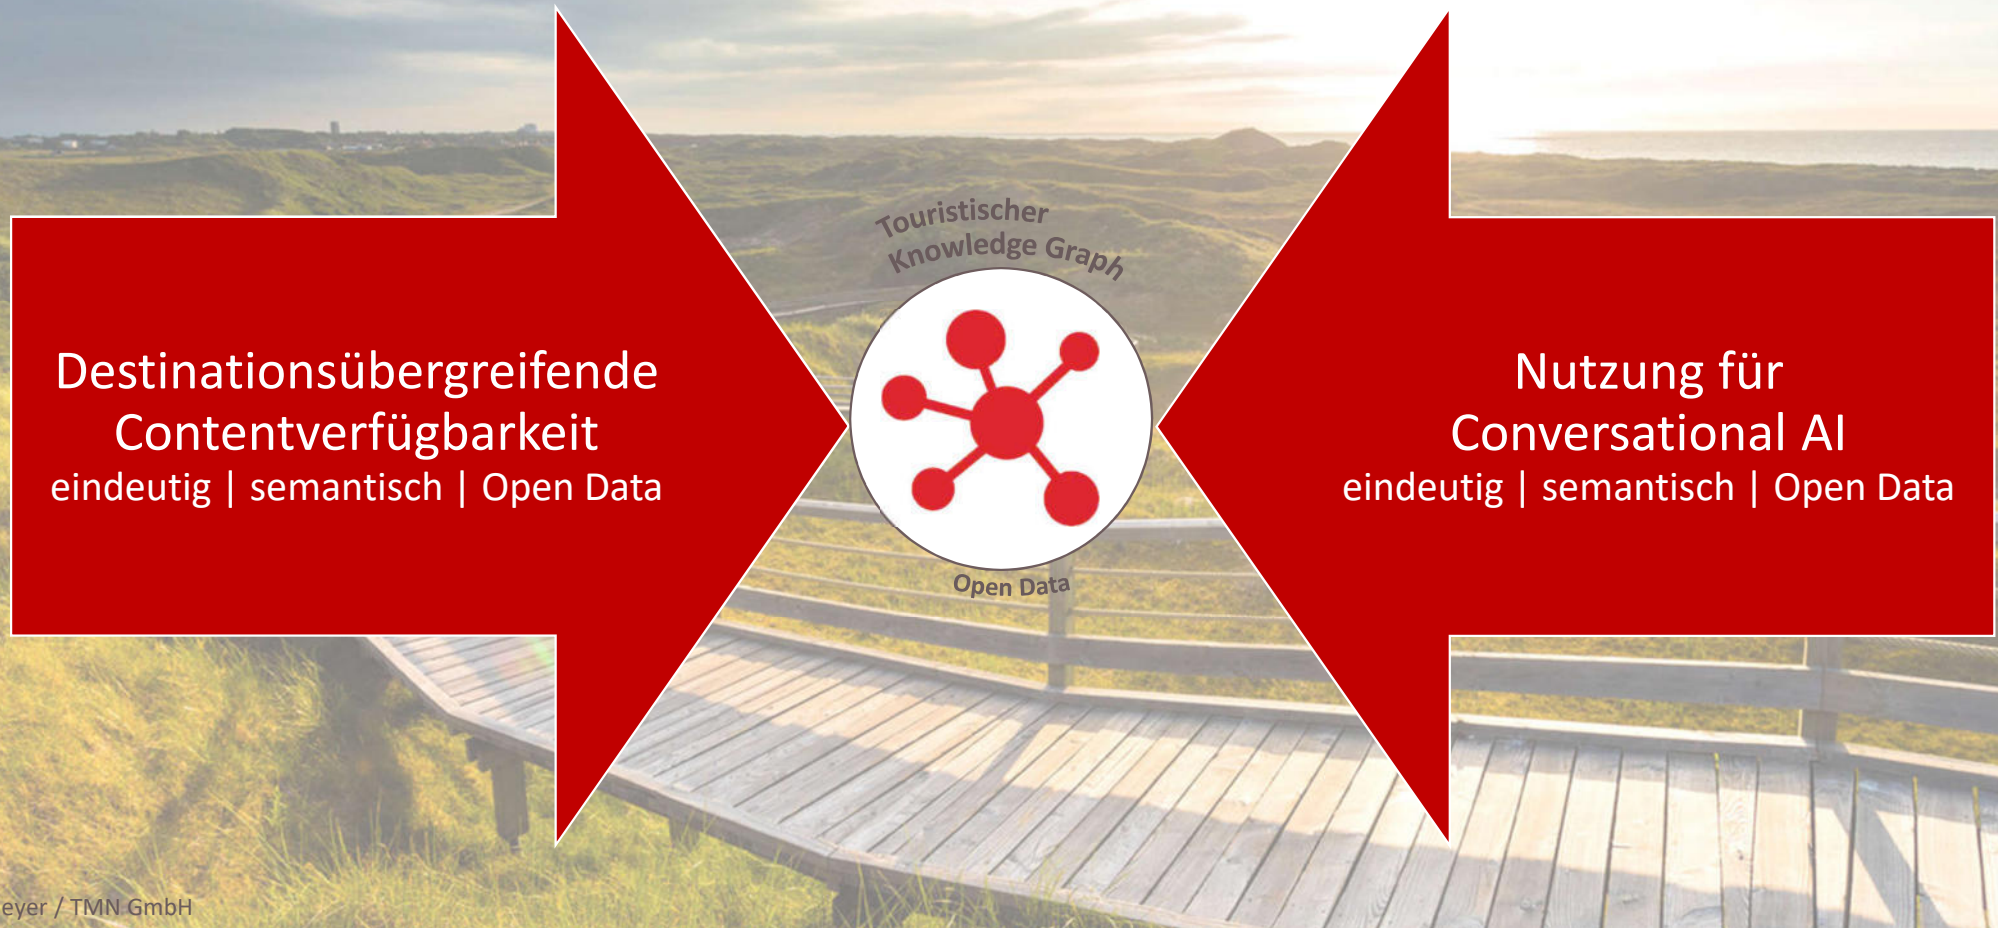 Destinationsübergreifende
Contentverfügbarkeit
eindeutig | semantisch | Open Data
Touristischer
Knowledge Graph
Open Data
Nutzung für
Conversational AI
eindeutig | semantisch | Open Data
/ TMN GmbH